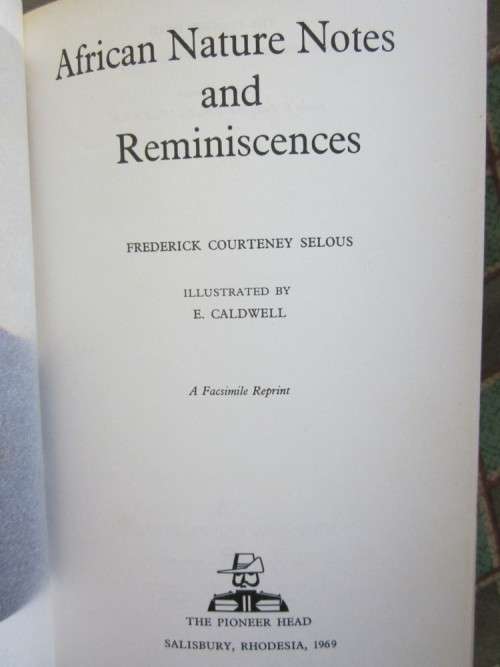 African Nature Notes
and
Reminiscences
FREDERICK COURTENEY SELOUS
ILLUSTRATED BY
E. CALDWELL
A Facsimile Reprint
THE PIONEER HEAD
SALISBURY, RHODESIA, 1969